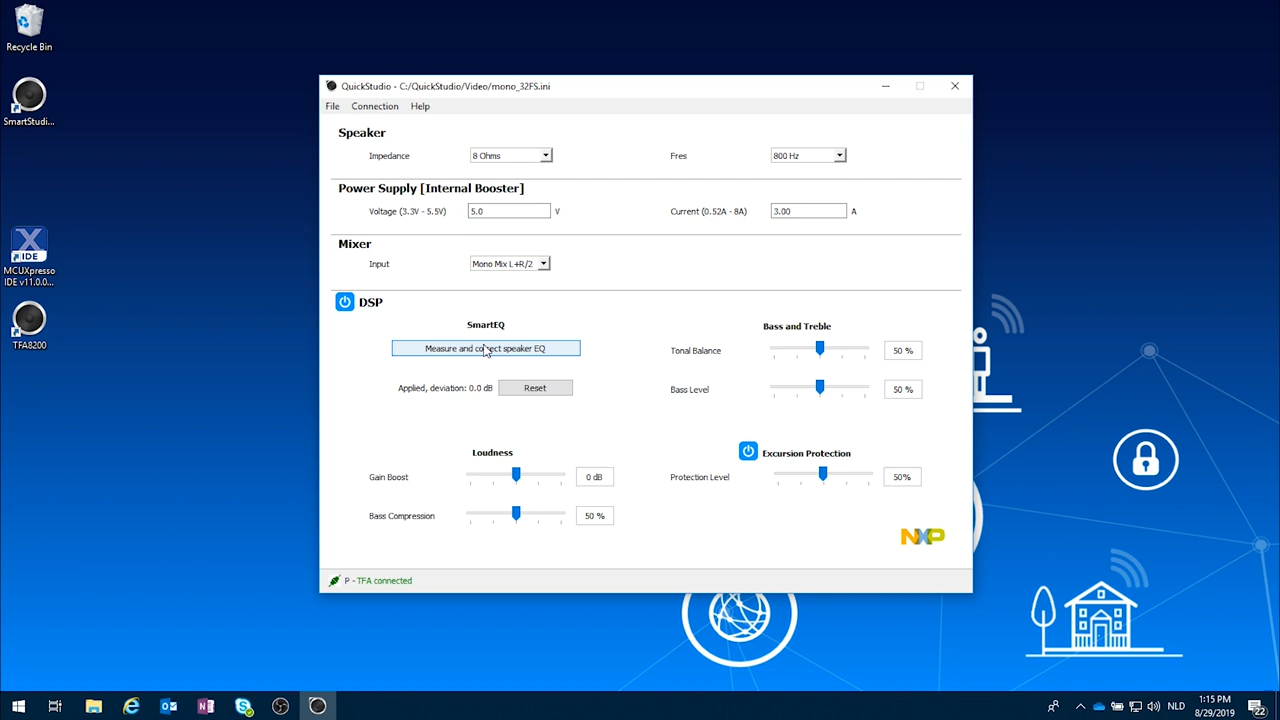 Recycle Bin
SmartStudi...
IDE
MCUXpresso
IDE v11.0.0...
TFA8200
QuickStudio - C:/QuickStudio/Video/mono_32FS.ini
File Connection Help
Speaker
Impedance 8 Ohms Fres 800 Hz
Power Supply [Internal Booster]
Voltage (3.3V - 5.5V) 5.0 V Current (0.52A - 8A) 3.00 A
Mixer
Input Mono Mix L+R/2
DSP
SmartEQ
Measure and correct speaker EQ
Applied, deviation: 0.0 dB Reset
Bass and Treble
Tonal Balance 50 %
Bass Level 50 %
Loudness
Gain Boost 0 dB
Bass Compression 50 %
Excursion Protection
Protection Level 50%
NXP
P - TFA connected
NLD
1:15 PM
8/29/2019
22